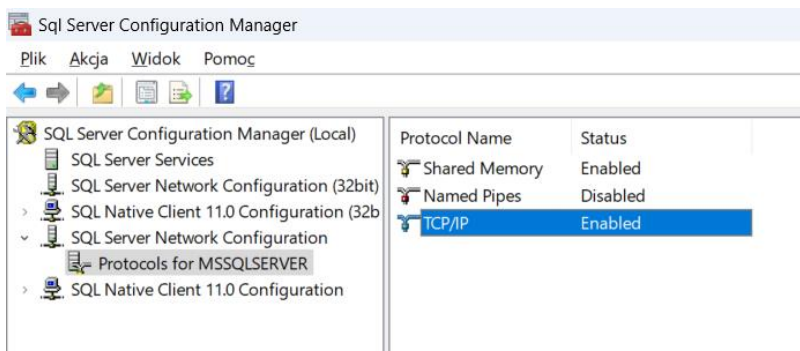 Sql Server Configuration Manager
Plik Akcja Widok Pomoc
SQL Server Configuration Manager (Local)
SQL Server Services
SQL Server Network Configuration (32bit)
SQL Native Client 11.0 Configuration (32b
SQL Server Network Configuration
Protocols for MSSQLSERVER
SQL Native Client 11.0 Configuration
Protocol Name Status
Shared Memory Enabled
Named Pipes Disabled
TCP/IP Enabled